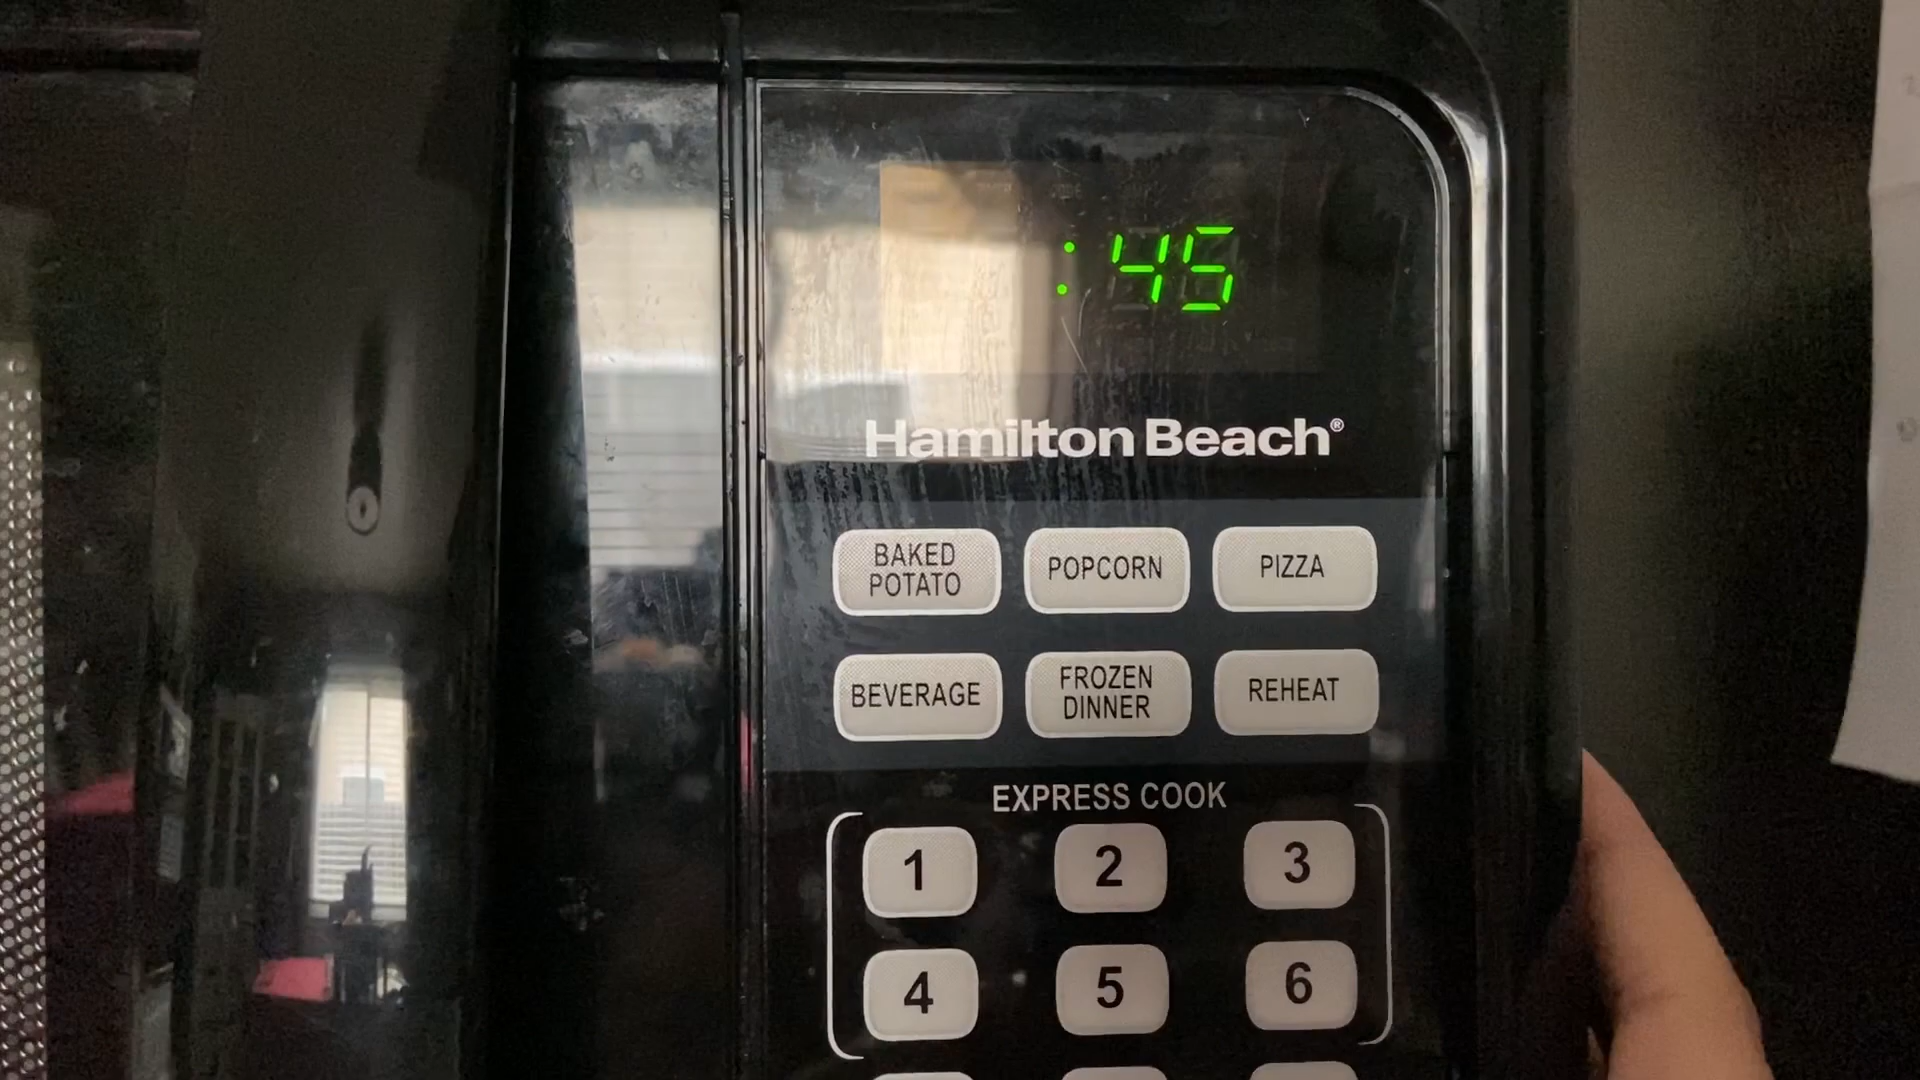 :45
Hamilton Beach®
BAKED POTATO
POPCORN
PIZZA
BEVERAGE
FROZEN DINNER
REHEAT
EXPRESS COOK
1 2 3
4 5 6